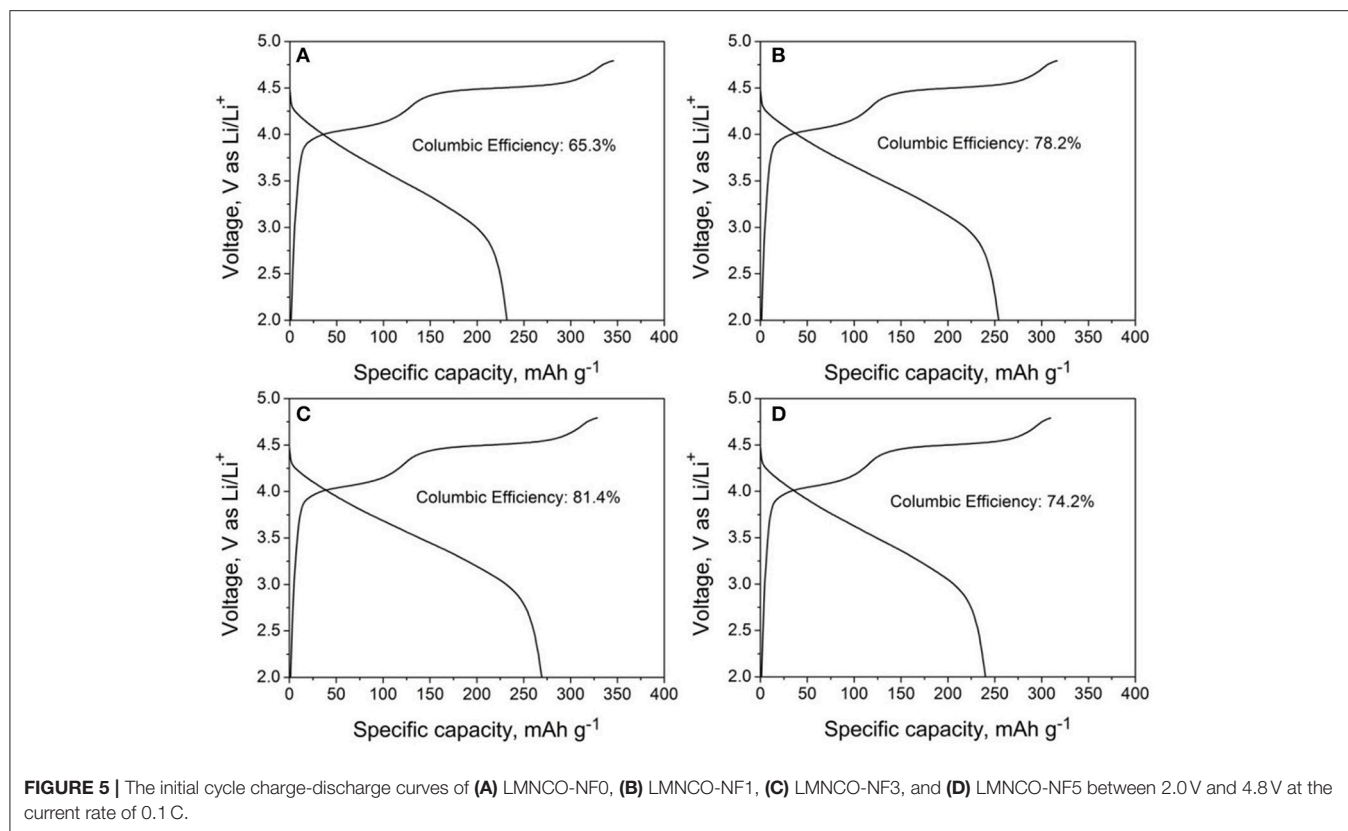 A
5.0
4.5
4.0
3.5
3.0
2.5
2.0
Voltage, V as Li/Li⁺
Columbic Efficiency: 65.3%
0 50 100 150 200 250 300 350 400
Specific capacity, mAh g⁻¹
B
5.0
4.5
4.0
3.5
3.0
2.5
2.0
Voltage, V as Li/Li⁺
Columbic Efficiency: 78.2%
0 50 100 150 200 250 300 350 400
Specific capacity, mAh g⁻¹
C
5.0
4.5
4.0
3.5
3.0
2.5
2.0
Voltage, V as Li/Li⁺
Columbic Efficiency: 81.4%
0 50 100 150 200 250 300 350 400
Specific capacity, mAh g⁻¹
D
5.0
4.5
4.0
3.5
3.0
2.5
2.0
Voltage, V as Li/Li⁺
Columbic Efficiency: 74.2%
0 50 100 150 200 250 300 350 400
Specific capacity, mAh g⁻¹
FIGURE 5 | The initial cycle charge-discharge curves of (A) LMNCO-NF0, (B) LMNCO-NF1, (C) LMNCO-NF3, and (D) LMNCO-NF5 between 2.0 V and 4.8 V at the
current rate of 0.1 C.